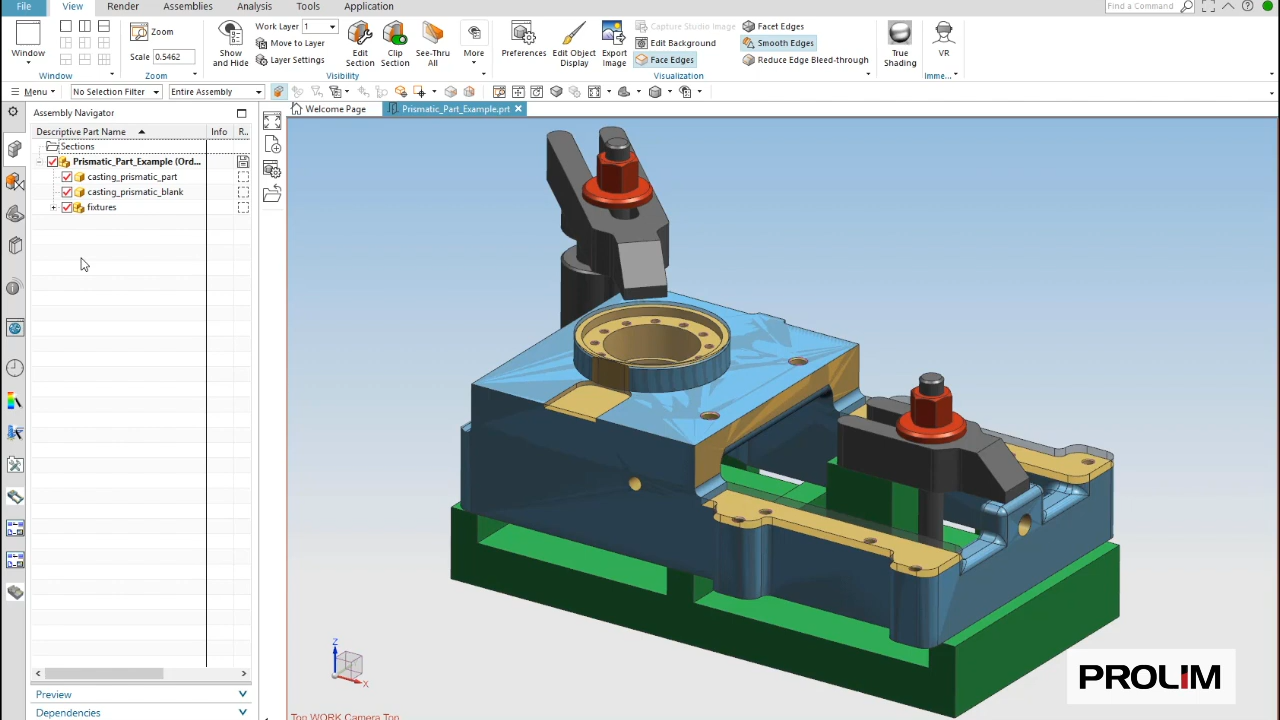 File View Render Assemblies Analysis Tools Application Find a Command
Window
Window
Zoom
Scale 0.5462
Zoom
Show and Hide
Work Layer 1
Move to Layer
Layer Settings
Edit Section
Clip Section
See-Thru All
More
Visibility
Preferences
Edit Object Display
Export Image
Capture Studio Image
Edit Background
Face Edges
Facet Edges
Smooth Edges
Reduce Edge Bleed-through
Visualization
True Shading
VR
Imme...
Menu No Selection Filter Entire Assembly
Assembly Navigator
Welcome Page Prismatic_Part_Example.prt
Descriptive Part Name Info R..
Sections
Prismatic_Part_Example (Ord...
casting_prismatic_part
casting_prismatic_blank
fixtures
Z
X
Preview
Dependencies
Top WORK Camera Top
PROLIM